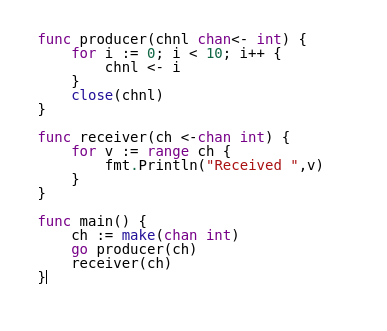 func producer(chnl chan<- int) {
    for i := 0; i < 10; i++ {
        chnl <- i
    }
    close(chnl)
}

func receiver(ch <-chan int) {
    for v := range ch {
        fmt.Println("Received ",v)
    }
}

func main() {
    ch := make(chan int)
    go producer(ch)
    receiver(ch)
}